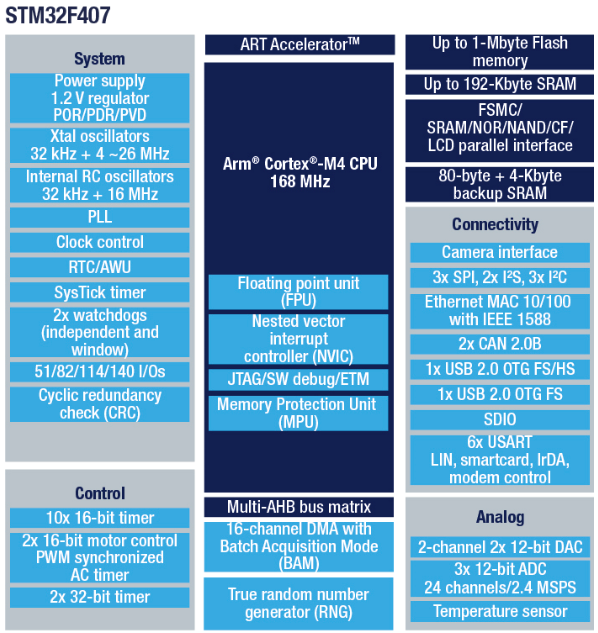 STM32F407
System
Power supply
1.2 V regulator
POR/PDR/PVD
Xtal oscillators
32 kHz + 4 ~26 MHz
Internal RC oscillators
32 kHz + 16 MHz
PLL
Clock control
RTC/AWU
SysTick timer
2x watchdogs
(independent and
window)
51/82/114/140 I/Os
Cyclic redundancy
check (CRC)
Control
10x 16-bit timer
2x 16-bit motor control
PWM synchronized
AC timer
2x 32-bit timer
ART Accelerator™
Arm® Cortex®-M4 CPU
168 MHz
Floating point unit
(FPU)
Nested vector
interrupt
controller (NVIC)
JTAG/SW debug/ETM
Memory Protection Unit
(MPU)
Multi-AHB bus matrix
16-channel DMA with
Batch Acquisition Mode
(BAM)
True random number
generator (RNG)
Up to 1-Mbyte Flash
memory
Up to 192-Kbyte SRAM
FSMC/
SRAM/NOR/NAND/CF/
LCD parallel interface
80-byte + 4-Kbyte
backup SRAM
Connectivity
Camera interface
3x SPI, 2x I²S, 3x I²C
Ethernet MAC 10/100
with IEEE 1588
2x CAN 2.0B
1x USB 2.0 OTG FS/HS
1x USB 2.0 OTG FS
SDIO
6x USART
LIN, smartcard, IrDA,
modem control
Analog
2-channel 2x 12-bit DAC
3x 12-bit ADC
24 channels/2.4 MSPS
Temperature sensor